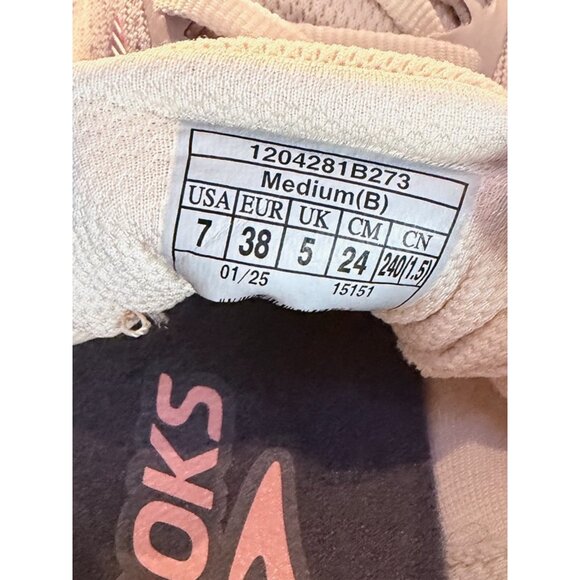 1204281B273
Medium(B)
USA EUR UK CM CN
7 38 5 24 240(1.5)
01/25 15151
OKS